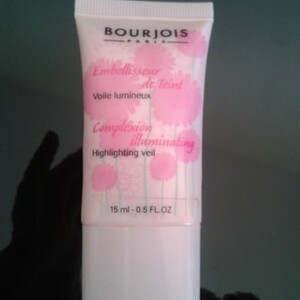 BOURJOIS
PARIS
Embellisseur
de Teint
Voile lumineux
Complexion
illuminating
Highlighting veil
15 ml - 0.5 FL.OZ